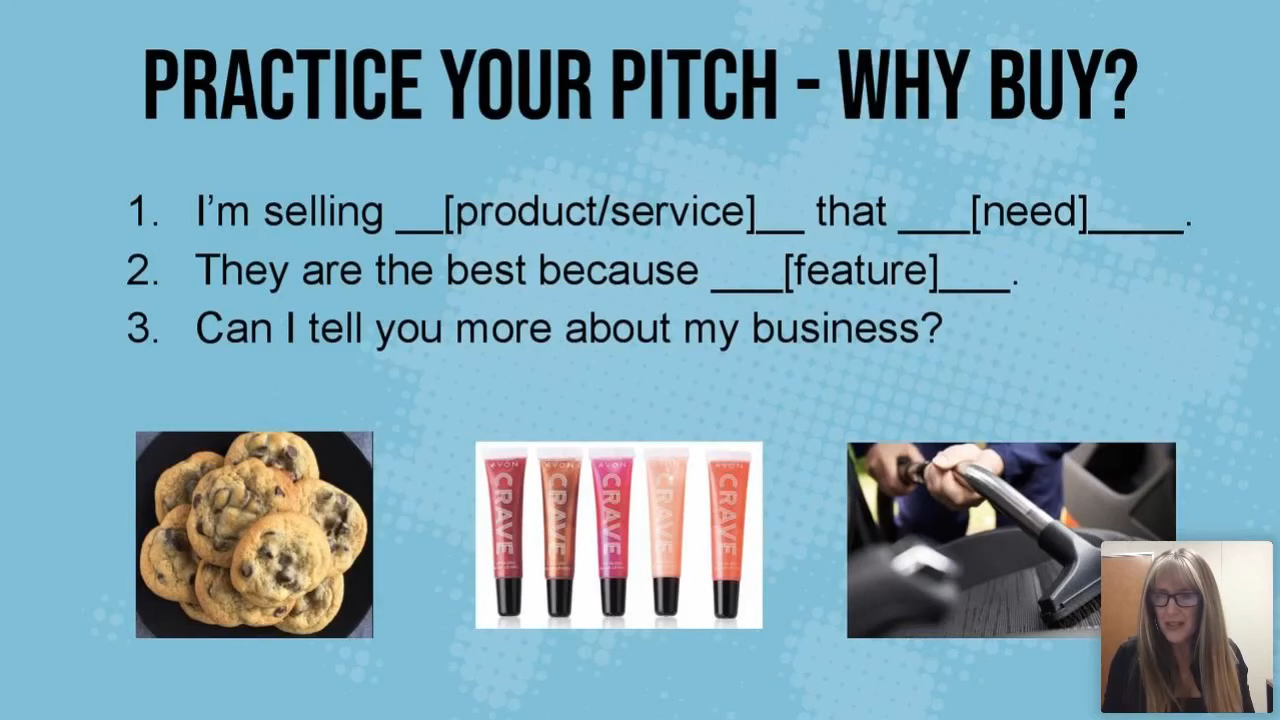 PRACTICE YOUR PITCH - WHY BUY?
1. I'm selling __[product/service]__ that ___[need]____.
2. They are the best because ___[feature]___.
3. Can I tell you more about my business?
AVON AVON AVON AVON AVON
CRAVE CRAVE CRAVE CRAVE CRAVE